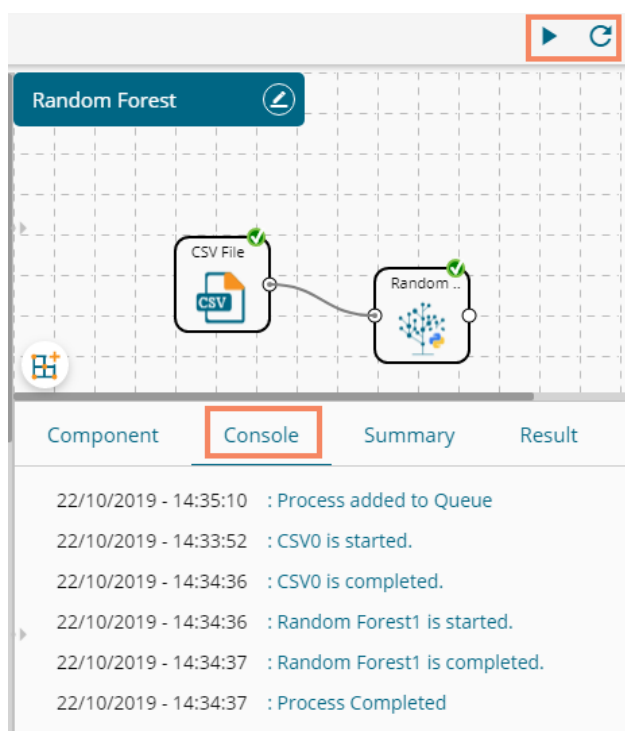 Random Forest
CSV File
CSV
Random ..
Component Console Summary Result
22/10/2019 - 14:35:10 : Process added to Queue
22/10/2019 - 14:33:52 : CSV0 is started.
22/10/2019 - 14:34:36 : CSV0 is completed.
22/10/2019 - 14:34:36 : Random Forest1 is started.
22/10/2019 - 14:34:37 : Random Forest1 is completed.
22/10/2019 - 14:34:37 : Process Completed